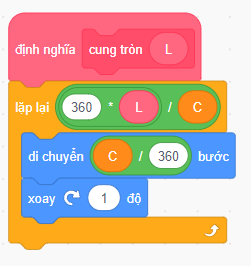 định nghĩa cung tròn L
lặp lại 360 * L / C
di chuyển C / 360 bước
xoay 1 độ